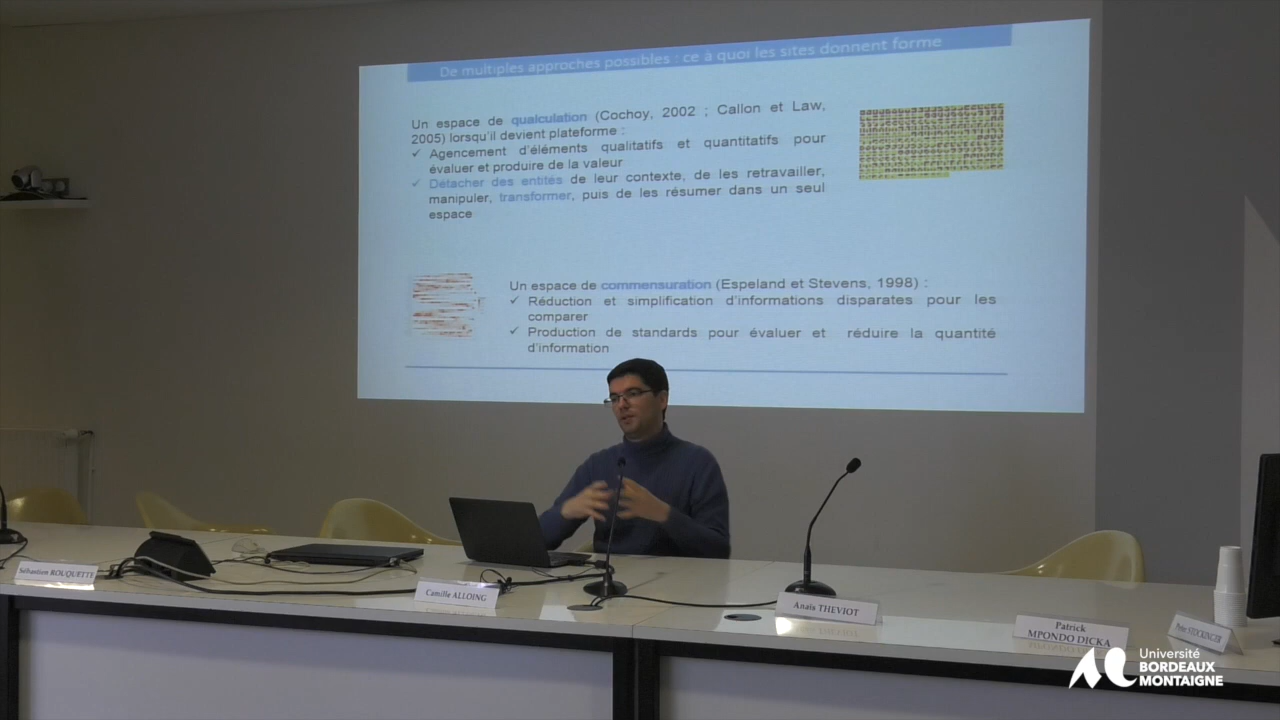 De multiples approches possibles : ce à quoi les sites donnent forme
Un espace de qualculation (Cochoy, 2002 ; Callon et Law,
2005) lorsqu'il devient plateforme :
✓ Agencement d'éléments qualitatifs et quantitatifs pour
évaluer et produire de la valeur
✓ Détacher des entités de leur contexte, de les retravailler,
manipuler, transformer, puis de les résumer dans un seul
espace
Un espace de commensuration (Espeland et Stevens, 1998) :
✓ Réduction et simplification d'informations disparates pour les
comparer
✓ Production de standards pour évaluer et réduire la quantité
d'information
Sébastien ROUQUETTE
Camille ALLOING
Anaïs THEVIOT
Patrick
MPONDO DICKA
Peter STOCKINGER
Université
BORDEAUX
MONTAIGNE